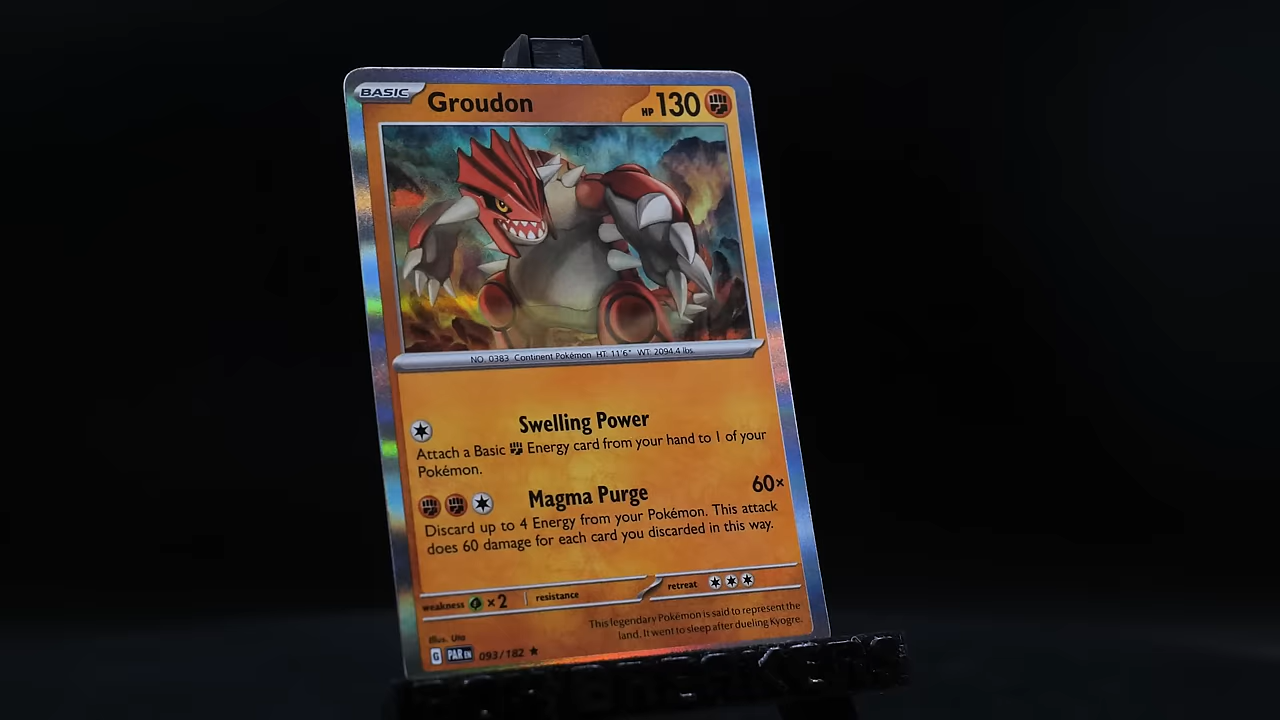 BASIC Groudon HP 130
NO. 0383 Continent Pokémon HT: 11'6" WT: 2094.4 lbs.
Swelling Power
Attach a Basic Energy card from your hand to 1 of your
Pokémon.
Magma Purge 60×
Discard up to 4 Energy from your Pokémon. This attack
does 60 damage for each card you discarded in this way.
weakness ×2 resistance retreat
This legendary Pokémon is said to represent the
land. It went to sleep after dueling Kyogre.
Illus. Uta
G PAR EN 093/182